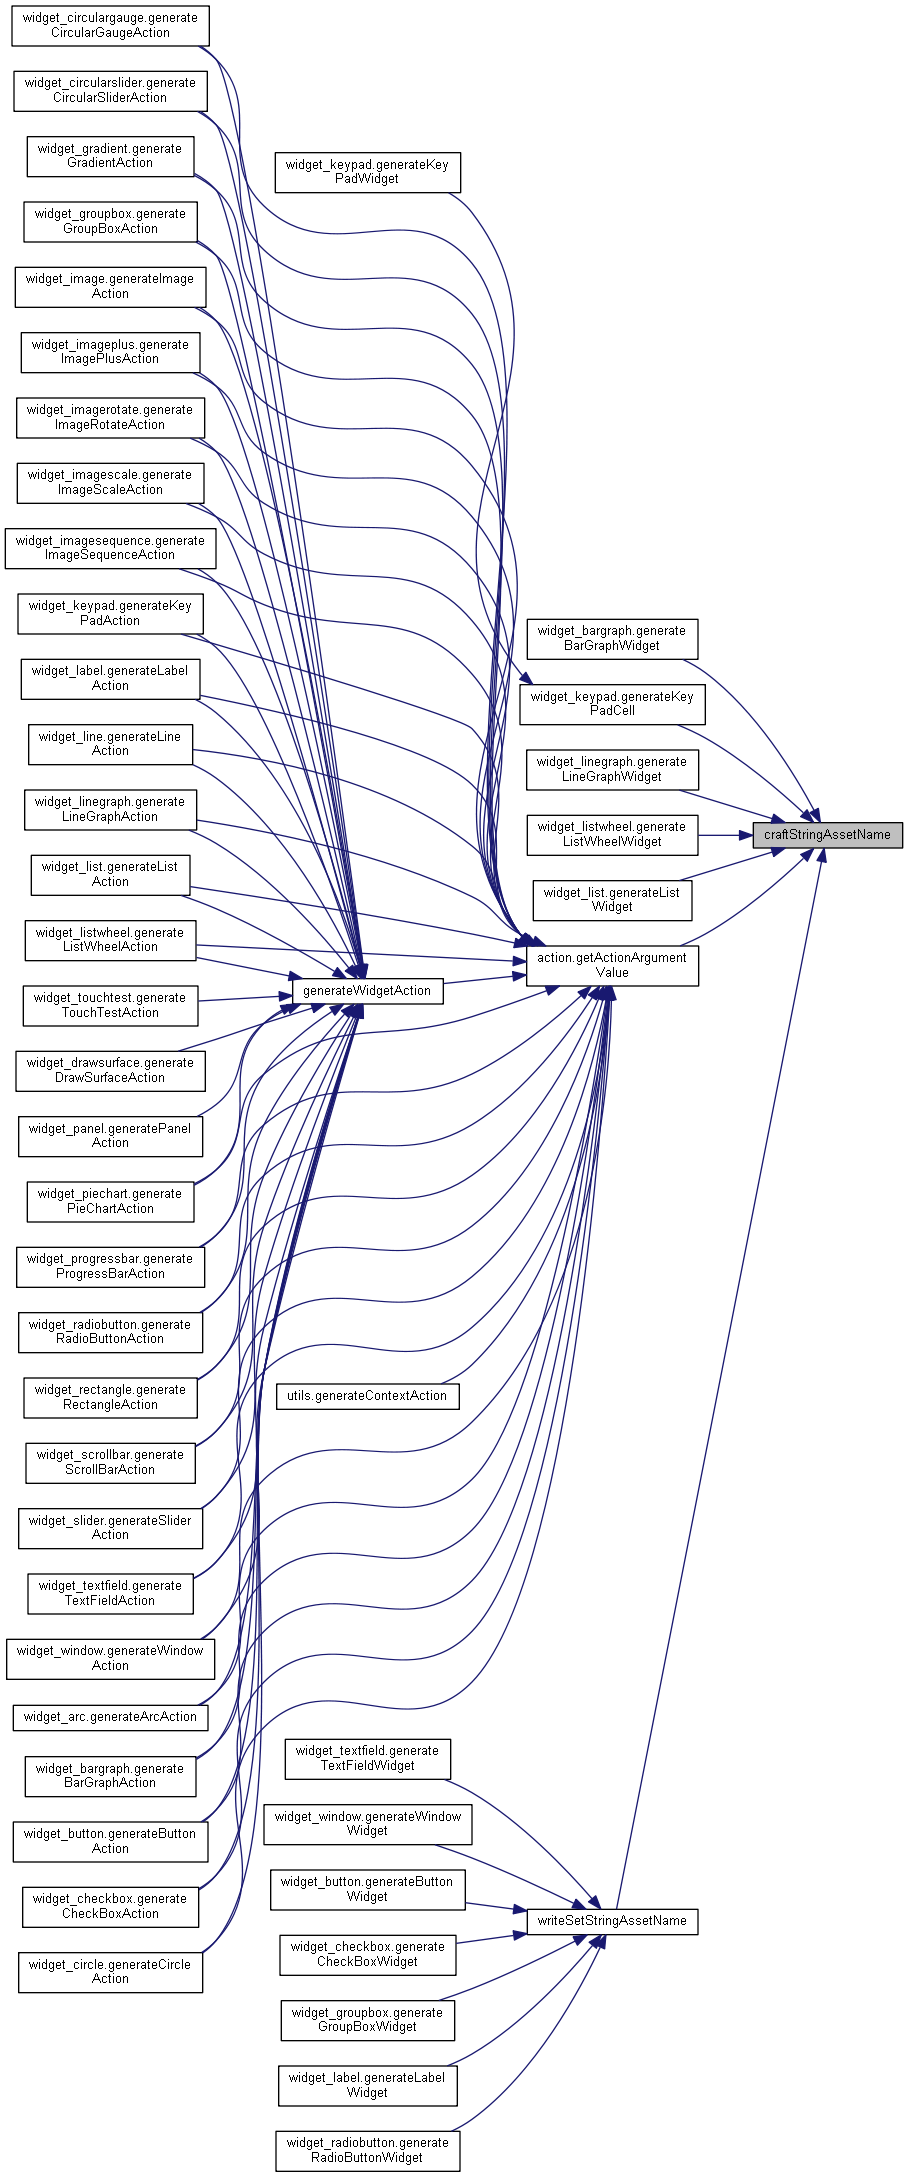 widget_circulargauge.generate
CircularGaugeAction
widget_circularslider.generate
CircularSliderAction
widget_gradient.generate
GradientAction
widget_groupbox.generate
GroupBoxAction
widget_image.generateImage
Action
widget_imageplus.generate
ImagePlusAction
widget_imagerotate.generate
ImageRotateAction
widget_imagescale.generate
ImageScaleAction
widget_imagesequence.generate
ImageSequenceAction
widget_keypad.generateKey
PadAction
widget_label.generateLabel
Action
widget_line.generateLine
Action
widget_linegraph.generate
LineGraphAction
widget_list.generateList
Action
widget_listwheel.generate
ListWheelAction
widget_touchtest.generate
TouchTestAction
widget_drawsurface.generate
DrawSurfaceAction
widget_panel.generatePanel
Action
widget_piechart.generate
PieChartAction
widget_progressbar.generate
ProgressBarAction
widget_radiobutton.generate
RadioButtonAction
widget_rectangle.generate
RectangleAction
widget_scrollbar.generate
ScrollBarAction
widget_slider.generateSlider
Action
widget_textfield.generate
TextFieldAction
widget_window.generateWindow
Action
widget_arc.generateArcAction
widget_bargraph.generate
BarGraphAction
widget_button.generateButton
Action
widget_checkbox.generate
CheckBoxAction
widget_circle.generateCircle
Action
widget_keypad.generateKey
PadWidget
generateWidgetAction
utils.generateContextAction
widget_textfield.generate
TextFieldWidget
widget_window.generateWindow
Widget
widget_button.generateButton
Widget
widget_checkbox.generate
CheckBoxWidget
widget_groupbox.generate
GroupBoxWidget
widget_label.generateLabel
Widget
widget_radiobutton.generate
RadioButtonWidget
widget_bargraph.generate
BarGraphWidget
widget_keypad.generateKey
PadCell
widget_linegraph.generate
LineGraphWidget
widget_listwheel.generate
ListWheelWidget
widget_list.generateList
Widget
action.getActionArgument
Value
writeSetStringAssetName
craftStringAssetName